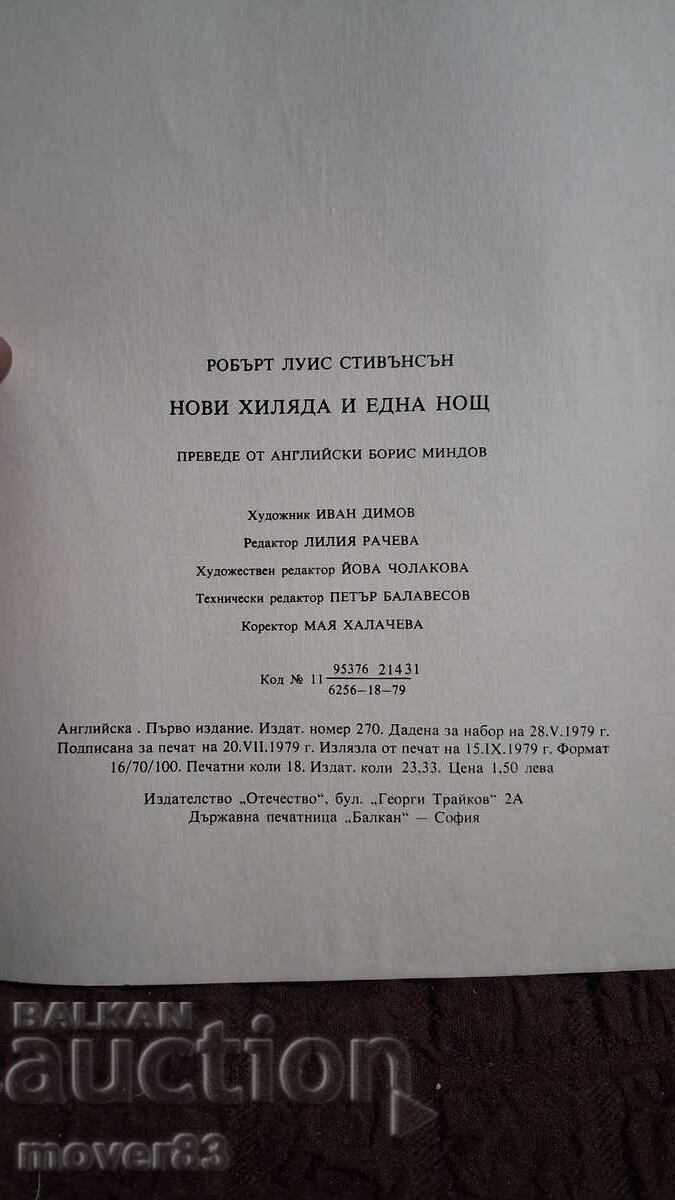 РОБЪРТ ЛУИС СТИВЪНСЪН
НОВИ ХИЛЯДА И ЕДНА НОЩ
ПРЕВЕДЕ ОТ АНГЛИЙСКИ БОРИС МИНДОВ
Художник ИВАН ДИМОВ
Редактор ЛИЛИЯ РАЧЕВА
Художествен редактор ЙОВА ЧОЛАКОВА
Технически редактор ПЕТЪР БАЛАВЕСОВ
Коректор МАЯ ХАЛАЧЕВА
95376 21431
Код № 11
6256—18—79
Английска . Първо издание. Издат. номер 270. Дадена за набор на 28.V.1979 г.
Подписана за печат на 20.VII.1979 г. Излязла от печат на 15.IX.1979 г. Формат
16/70/100. Печатни коли 18. Издат. коли 23,33. Цена 1,50 лева
Издателство „Отечество“, бул. „Георги Трайков“ 2А
Държавна печатница „Балкан“ — София
BALKAN
auction
mover83